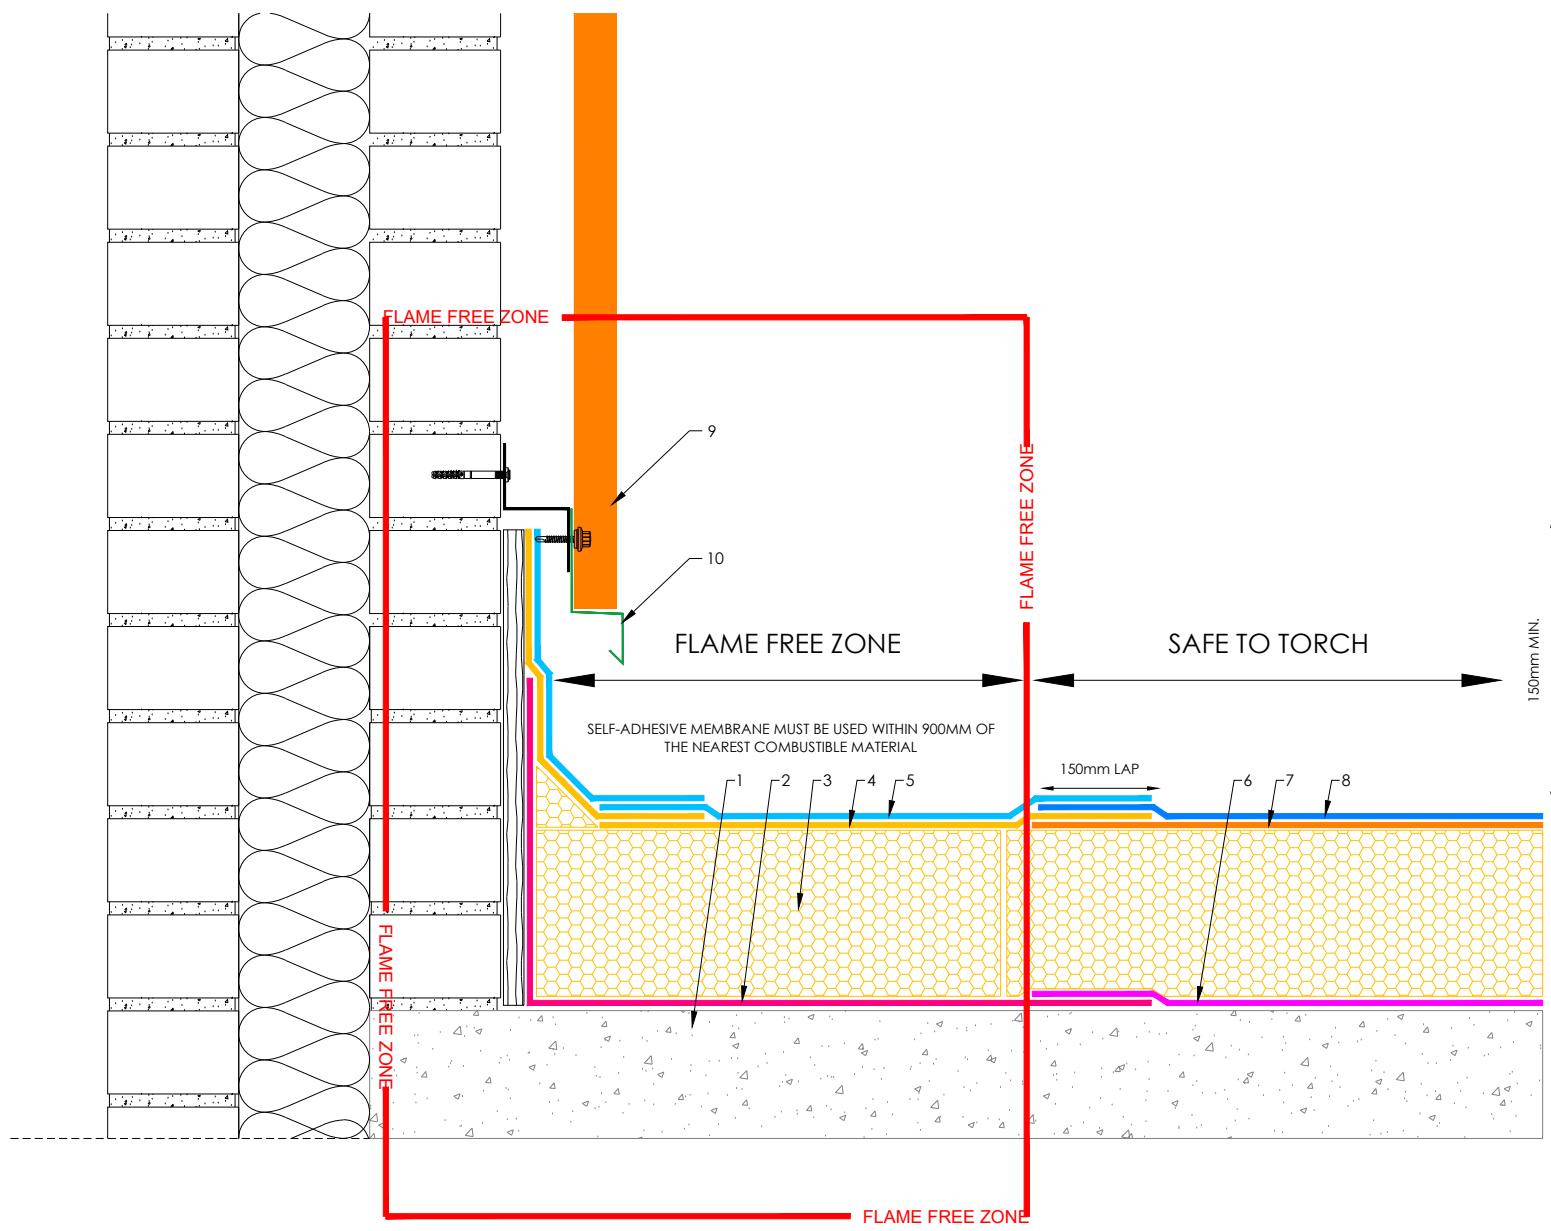 FLAME FREE ZONE
9
FLAME FREE ZONE
10
FLAME FREE ZONE
SAFE TO TORCH
150mm MIN.
SELF-ADHESIVE MEMBRANE MUST BE USED WITHIN 900MM OF
THE NEAREST COMBUSTIBLE MATERIAL
150mm LAP
1
2
3
4
5
6
7
8
FLAME FREE ZONE
FLAME FREE ZONE